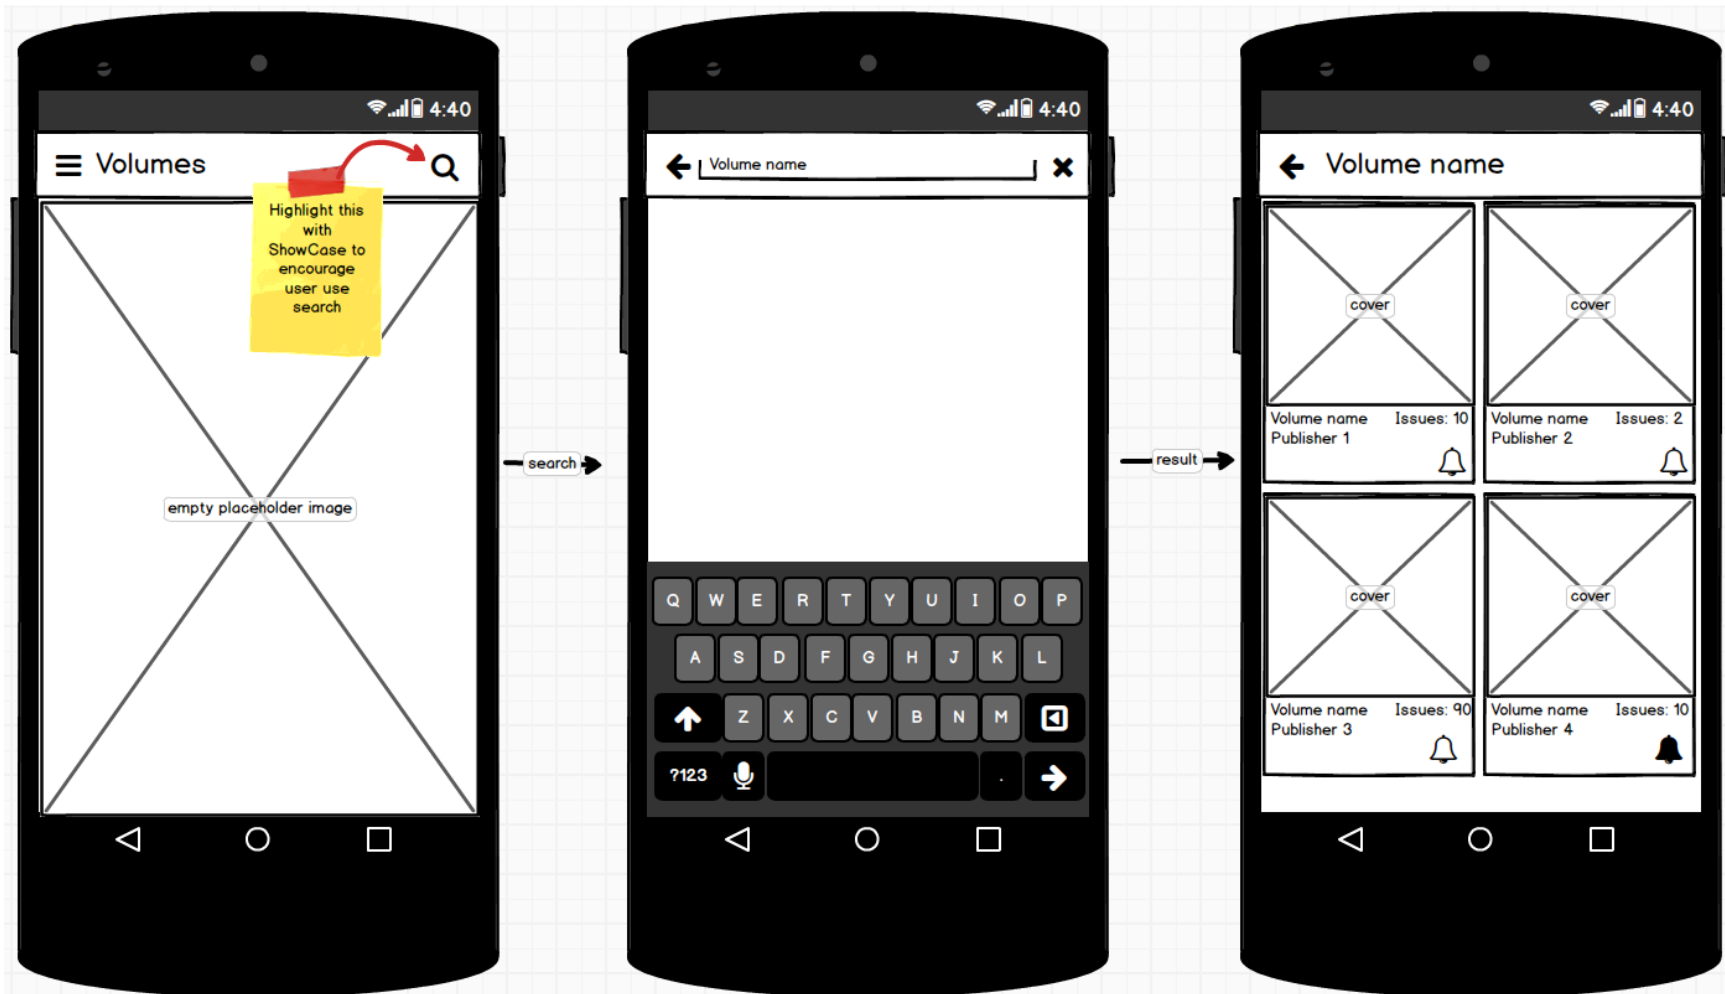 4:40
Volumes
Highlight this
with
ShowCase to
encourage
user use
search
empty placeholder image
search
4:40
Volume name
Q W E R T Y U I O P
A S D F G H J K L
Z X C V B N M
?123 .
result
4:40
Volume name
cover
cover
Volume name Issues: 10
Publisher 1
Volume name Issues: 2
Publisher 2
cover
cover
Volume name Issues: 90
Publisher 3
Volume name Issues: 10
Publisher 4